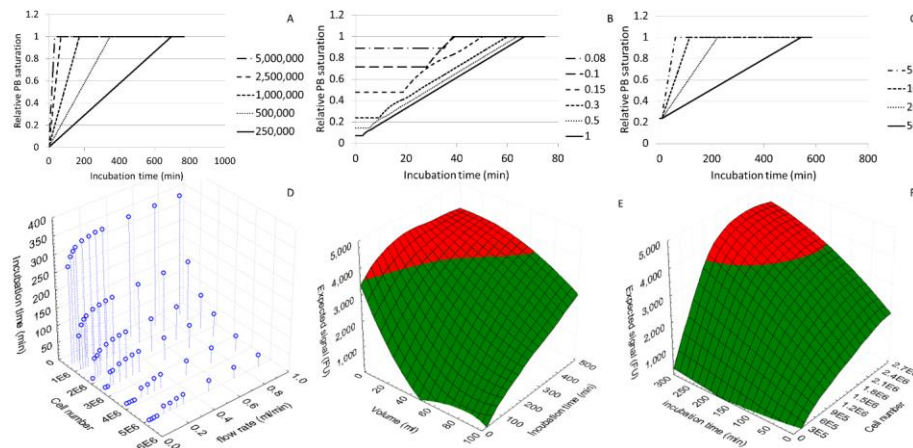 A
Relative PB saturation
1.2
1
0.8
0.6
0.4
0.2
0
0 200 400 600 800 1000
Incubation time (min)
5,000,000
2,500,000
1,000,000
500,000
250,000
B
Relative PB saturation
1.2
1
0.8
0.6
0.4
0.2
0
0 20 40 60 80
Incubation time (min)
0.08
0.1
0.15
0.3
0.5
1
Relative PB saturation
1.2
1
0.8
0.6
0.4
0.2
0
0 200 400 600 800
Incubation time (min)
D
Incubation time (min)
400
350
300
250
200
150
100
50
0
Cell number
1E6
2E6
3E6
4E6
5E6
6E6
flow rate (ml/min)
0.0
0.2
0.4
0.6
0.8
1.0
E
Expected signal (FU)
5,000
4,000
3,000
2,000
1,000
Volume (ml)
0
20
40
60
80
100
Incubation time (min)
0
100
200
300
400
500
Expected signal (FU)
5,000
4,000
3,000
2,000
1,000
incubation time (min)
300
250
200
150
100
50
0
Cell number
2.4E6
2.1E6
1.8E6
1.5E6
1.2E6
9E5
6E5
3E5